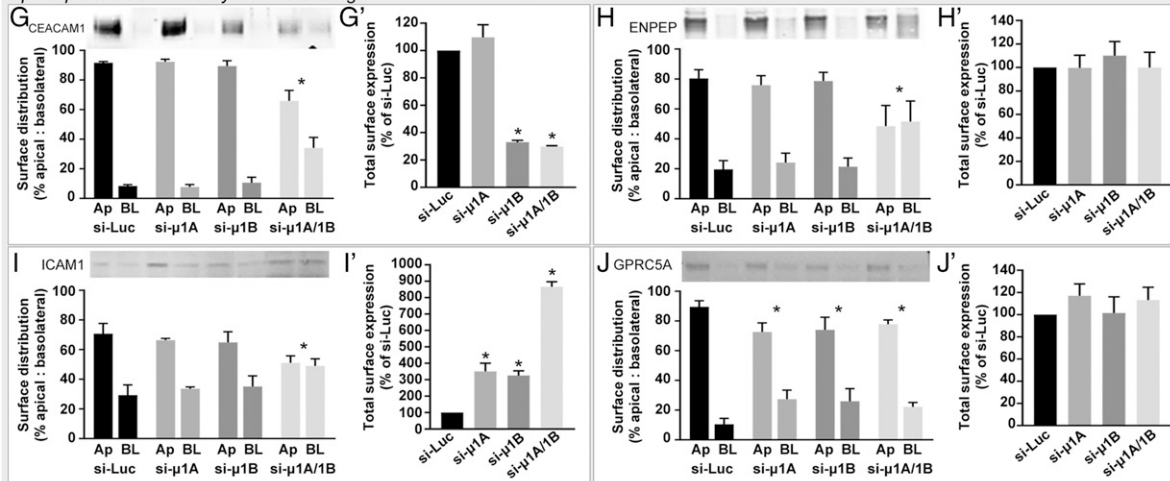 G
CEACAM1
100
80
60
40
20
0
Surface distribution
(% apical : basolateral)
*
Ap BL Ap BL Ap BL Ap BL
si-Luc si-µ1A si-µ1B si-µ1A/1B
G'
120
100
80
60
40
20
0
Total surface expression
(% of si-Luc)
* *
si-Luc si-µ1A si-µ1B si-µ1A/1B
H
ENPEP
100
80
60
40
20
0
Surface distribution
(% apical : basolateral)
*
Ap BL Ap BL Ap BL Ap BL
si-Luc si-µ1A si-µ1B si-µ1A/1B
H'
140
120
100
80
60
40
20
0
Total surface expression
(% of si-Luc)
si-Luc si-µ1A si-µ1B si-µ1A/1B
I
ICAM1
100
80
60
40
20
0
Surface distribution
(% apical : basolateral)
*
Ap BL Ap BL Ap BL Ap BL
si-Luc si-µ1A si-µ1B si-µ1A/1B
I'
1000
900
800
700
600
500
400
300
200
100
0
Total surface expression
(% of si-Luc)
* * *
si-Luc si-µ1A si-µ1B si-µ1A/1B
J
GPRC5A
100
80
60
40
20
0
Surface distribution
(% apical : basolateral)
* * *
Ap BL Ap BL Ap BL Ap BL
si-Luc si-µ1A si-µ1B si-µ1A/1B
J'
140
120
100
80
60
40
20
0
Total surface expression
(% of si-Luc)
si-Luc si-µ1A si-µ1B si-µ1A/1B